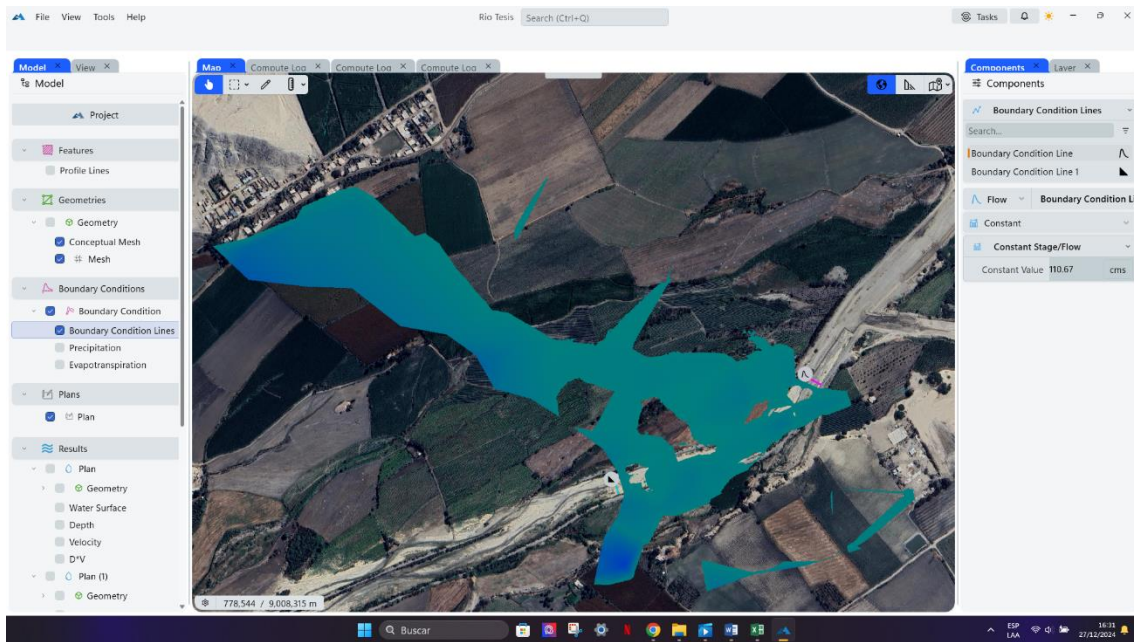 File View Tools Help
Rio Tesis
Search (Ctrl+Q)
Tasks
Model
View
Map
Compute Log
Compute Log
Compute Log
Components
Layer
Model
Project
Features
Profile Lines
Geometries
Geometry
Conceptual Mesh
Mesh
Boundary Conditions
Boundary Condition
Boundary Condition Lines
Precipitation
Evapotranspiration
Plans
Plan
Results
Plan
Geometry
Water Surface
Depth
Velocity
D*V
Plan (1)
Geometry
778,544 / 9,008,315 m
Components
Boundary Condition Lines
Search...
Boundary Condition Line
Boundary Condition Line 1
Flow
Boundary Condition Li
Constant
Constant Stage/Flow
Constant Value 110.67 cms
Buscar
ESP
LAA
16:31
27/12/2024